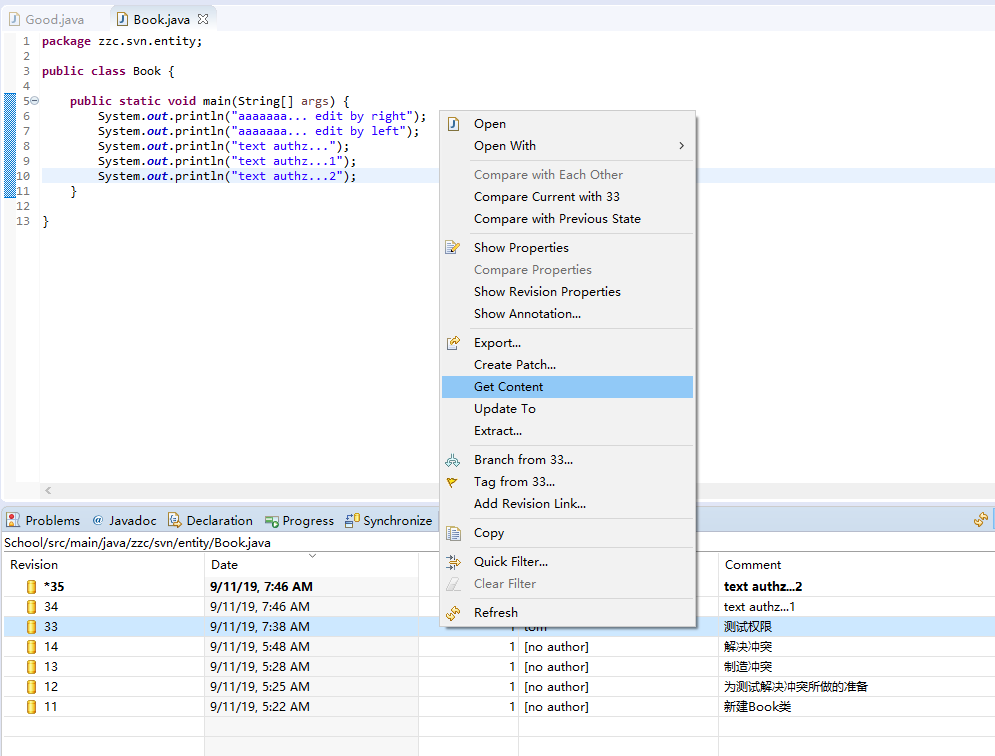 Good.java
Book.java
1 package zzc.svn.entity;
2
3 public class Book {
4
5 public static void main(String[] args) {
6 System.out.println("aaaaaaa... edit by right");
7 System.out.println("aaaaaaa... edit by left");
8 System.out.println("text authz...");
9 System.out.println("text authz...1");
10 System.out.println("text authz...2");
11 }
12
13 }
Open
Open With
Compare with Each Other
Compare Current with 33
Compare with Previous State
Show Properties
Compare Properties
Show Revision Properties
Show Annotation...
Export...
Create Patch...
Get Content
Update To
Extract...
Branch from 33...
Tag from 33...
Add Revision Link...
Copy
Quick Filter...
Clear Filter
Refresh
Problems @ Javadoc Declaration Progress Synchronize
School/src/main/java/zzc/svn/entity/Book.java
Revision Date Comment
*35 9/11/19, 7:46 AM text authz...2
34 9/11/19, 7:46 AM text authz...1
33 9/11/19, 7:38 AM 1 tom 测试权限
14 9/11/19, 5:48 AM 1 [no author] 解决冲突
13 9/11/19, 5:28 AM 1 [no author] 制造冲突
12 9/11/19, 5:25 AM 1 [no author] 为测试解决冲突所做的准备
11 9/11/19, 5:22 AM 1 [no author] 新建Book类